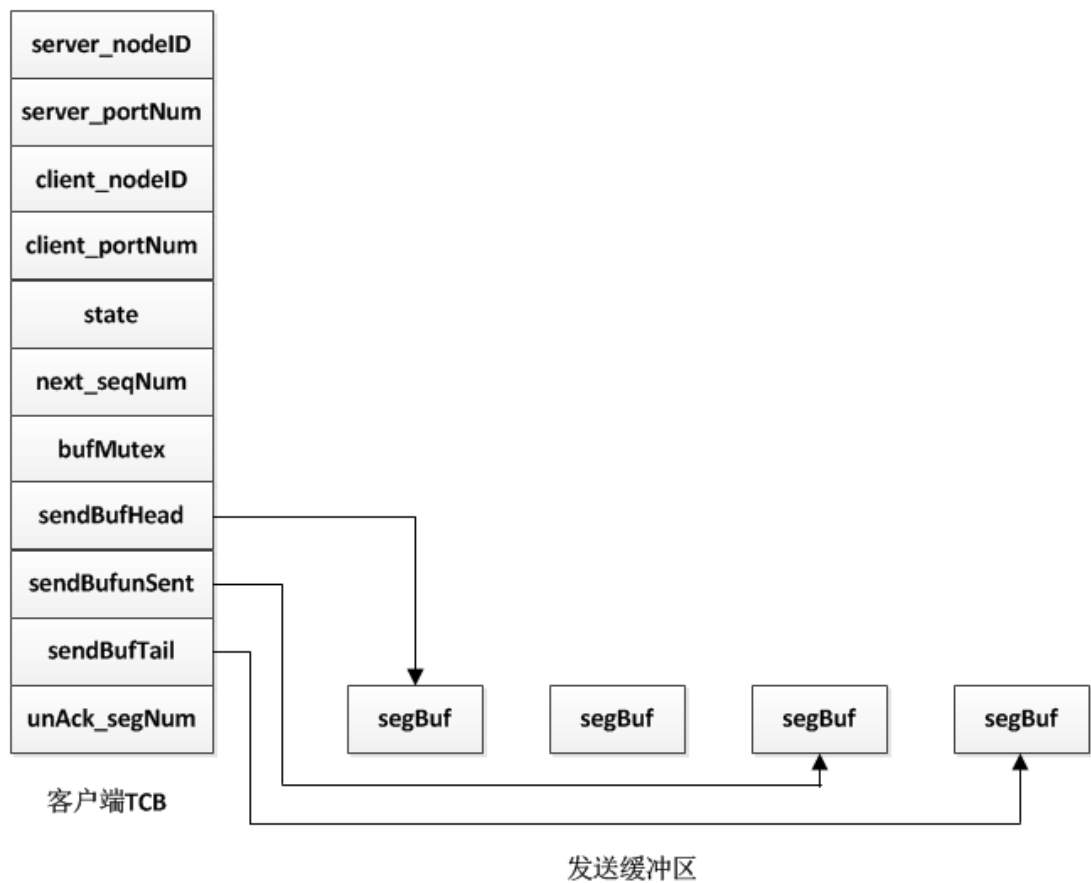 server_nodeID
server_portNum
client_nodeID
client_portNum
state
next_seqNum
bufMutex
sendBufHead
sendBufunSent
sendBufTail
unAck_segNum
segBuf
segBuf
segBuf
segBuf
客户端TCB
发送缓冲区